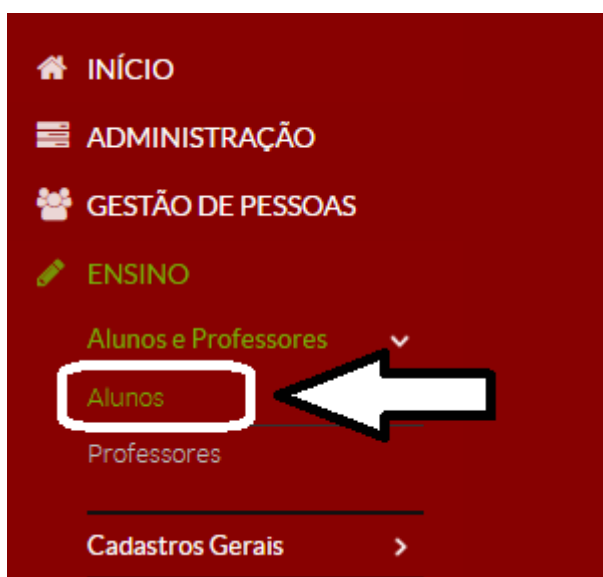 INÍCIO
ADMINISTRAÇÃO
GESTÃO DE PESSOAS
ENSINO
Alunos e Professores
Alunos
Professores
Cadastros Gerais